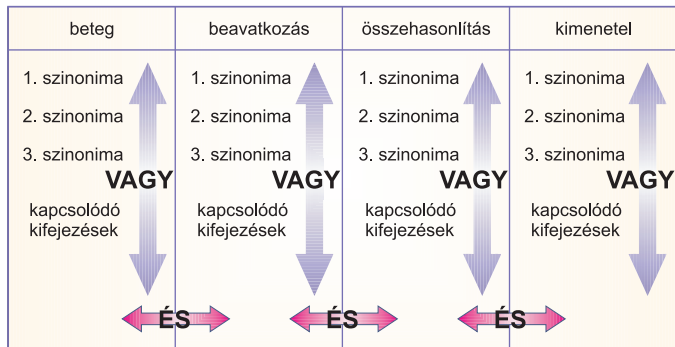 beteg beavatkozás összehasonlítás kimenetel
1. szinonima 1. szinonima 1. szinonima 1. szinonima
2. szinonima 2. szinonima 2. szinonima 2. szinonima
3. szinonima 3. szinonima 3. szinonima 3. szinonima
VAGY VAGY VAGY VAGY
kapcsolódó kapcsolódó kapcsolódó kapcsolódó
kifejezések kifejezések kifejezések kifejezések
ÉS ÉS ÉS